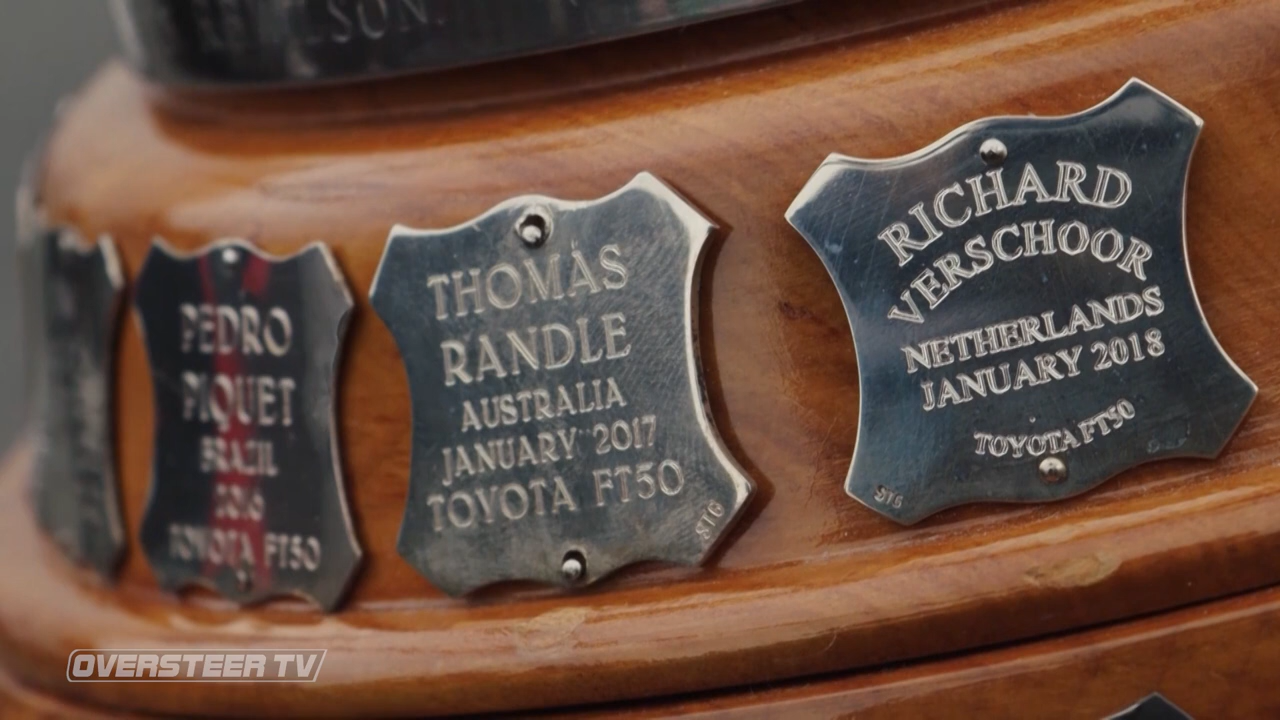 SON.
PEDRO
PIQUET
BRAZIL
2016
TOYOTA FT50
THOMAS
RANDLE
AUSTRALIA
JANUARY 2017
TOYOTA FT50
STG
RICHARD
VERSCHOOR
NETHERLANDS
JANUARY 2018
TOYOTA FT50
STG
OVERSTEER TV